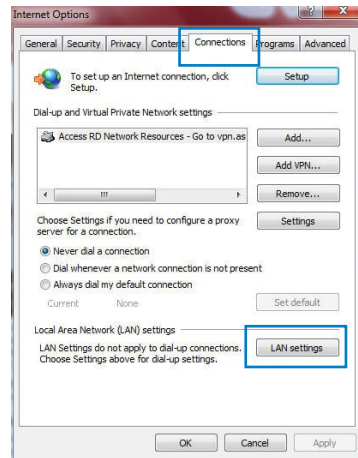 Internet Options
General Security Privacy Content Connections Programs Advanced
To set up an Internet connection, click
Setup.
Setup
Dial-up and Virtual Private Network settings
Access RD Network Resources - Go to vpn.as
Add...
Add VPN...
Remove...
Choose Settings if you need to configure a proxy
server for a connection.
Settings
Never dial a connection
Dial whenever a network connection is not present
Always dial my default connection
Current None
Set default
Local Area Network (LAN) settings
LAN Settings do not apply to dial-up connections.
Choose Settings above for dial-up settings.
LAN settings
OK Cancel Apply